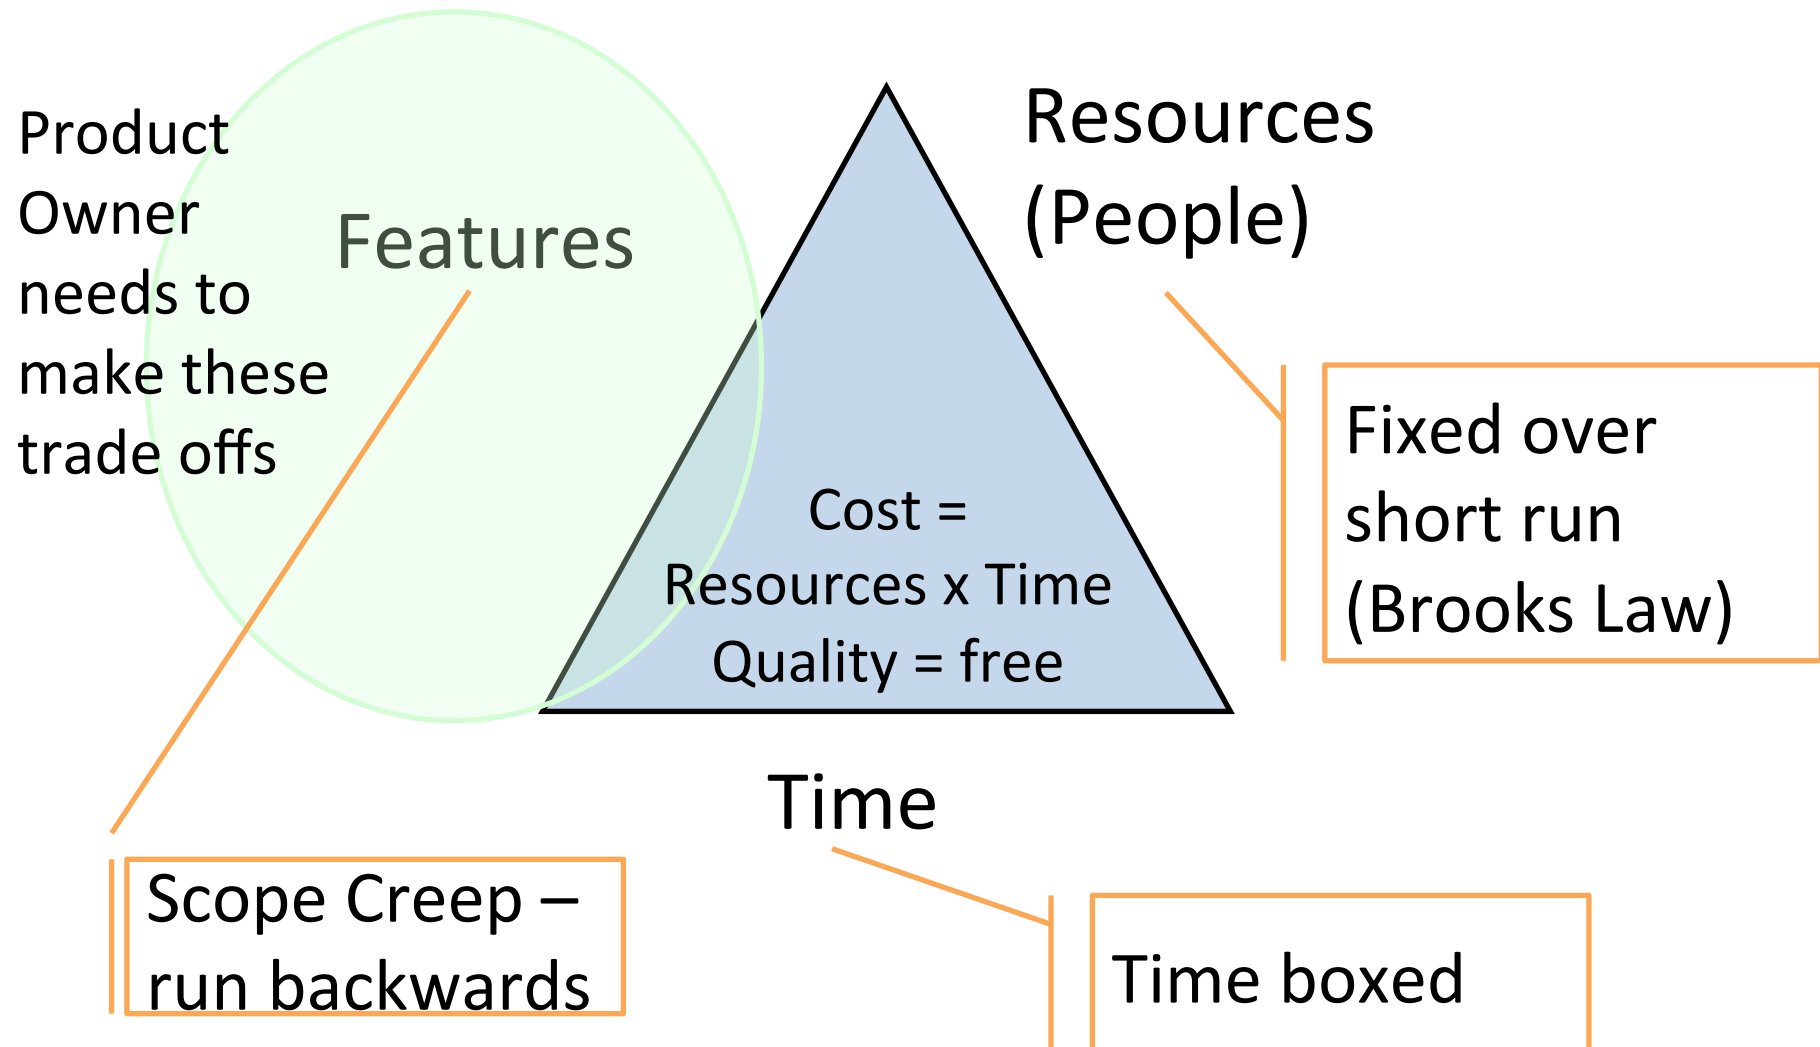 Product
Owner
needs to
make these
trade offs
Features
Resources
(People)
Fixed over
short run
(Brooks Law)
Cost =
Resources x Time
Quality = free
Time
Scope Creep –
run backwards
Time boxed